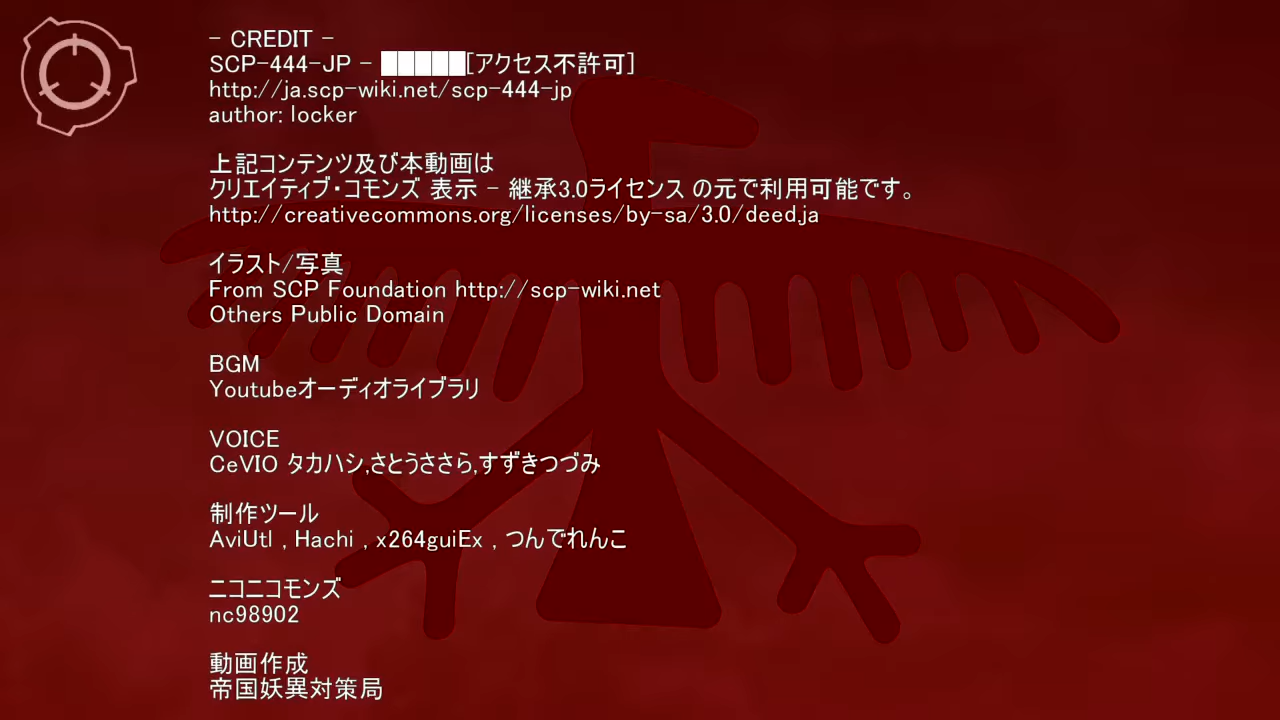 - CREDIT -
SCP-444-JP - █████[アクセス不許可]
http://ja.scp-wiki.net/scp-444-jp
author: locker
上記コンテンツ及び本動画は
クリエイティブ・コモンズ 表示 - 継承3.0ライセンス の元で利用可能です。
http://creativecommons.org/licenses/by-sa/3.0/deed.ja
イラスト/写真
From SCP Foundation http://scp-wiki.net
Others Public Domain
BGM
Youtubeオーディオライブラリ
VOICE
CeVIO タカハシ,さとうささら,すずきつづみ
制作ツール
AviUtl , Hachi , x264guiEx , つんでれんこ
ニコニコモンズ
nc98902
動画作成
帝国妖異対策局